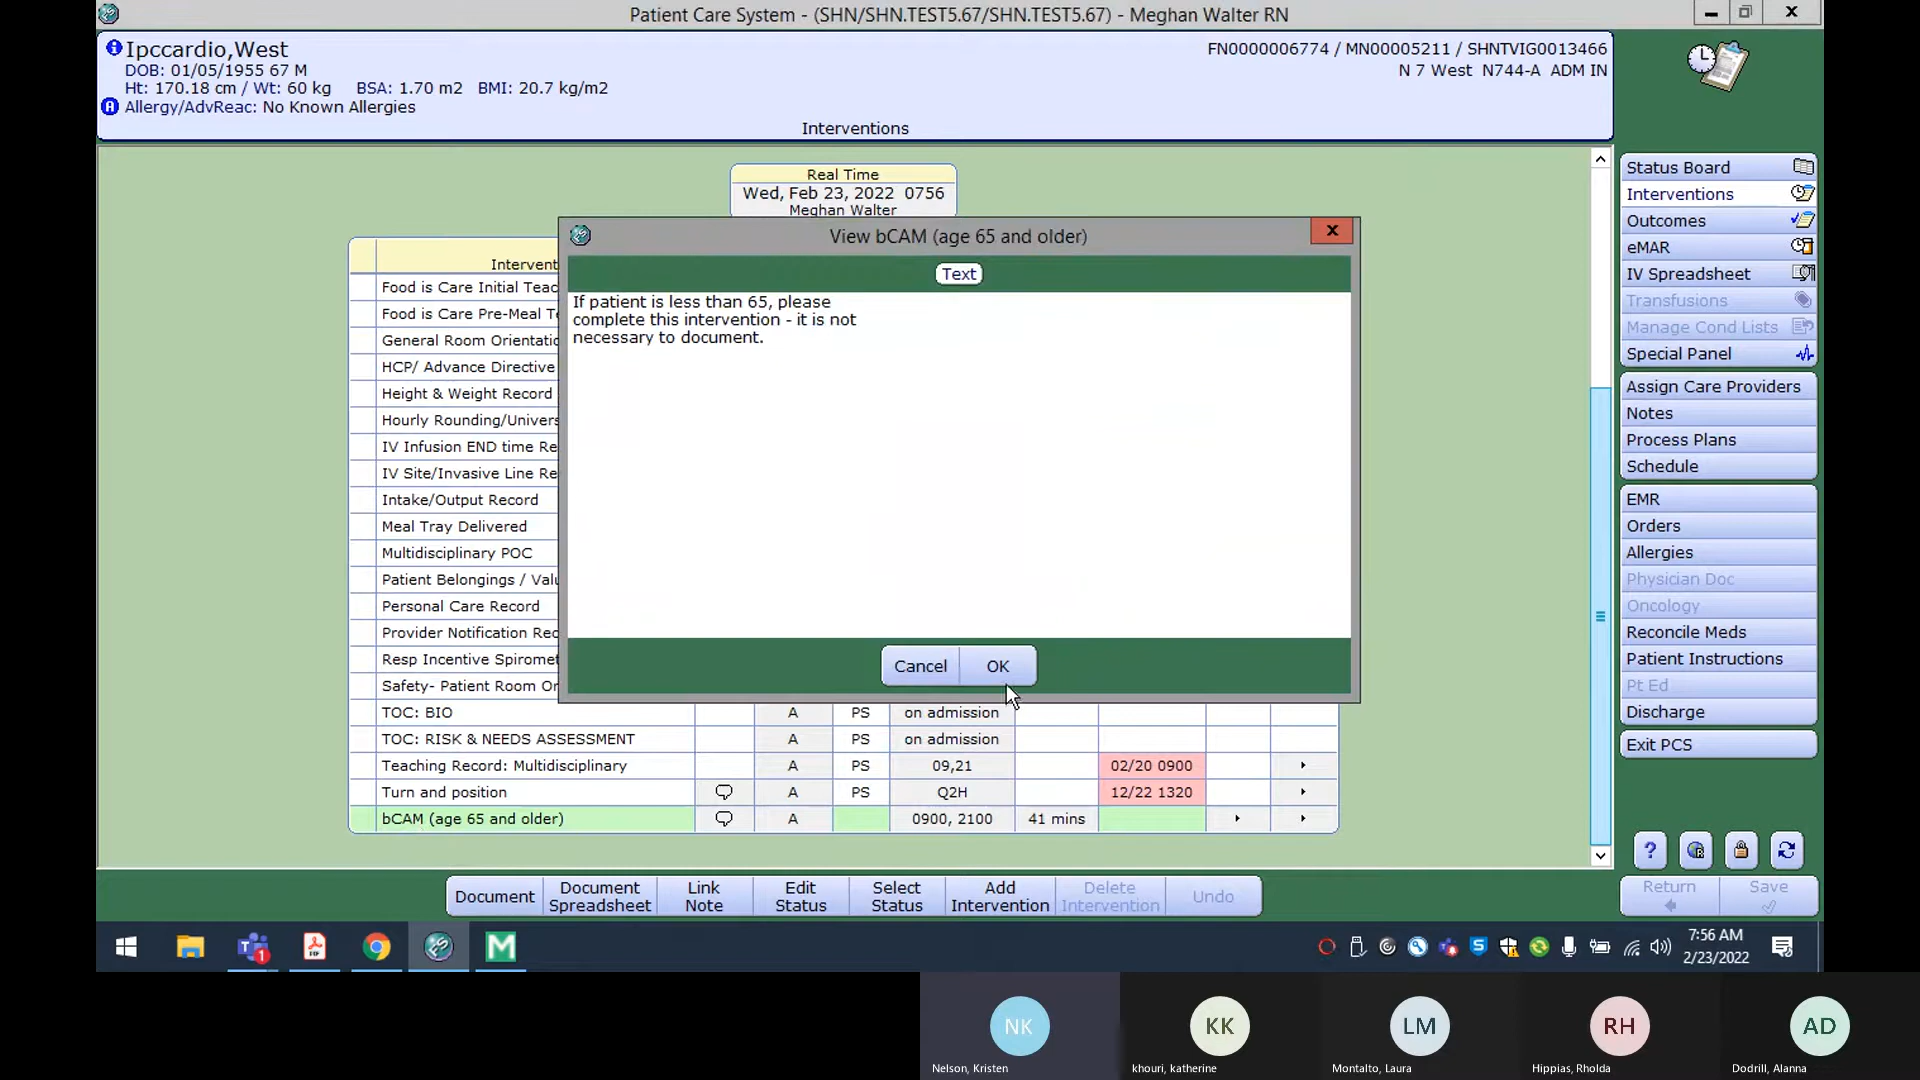 Patient Care System - (SHN/SHN.TEST5.67/SHN.TEST5.67) - Meghan Walter RN
Ipccardio,West
FN0000006774 / MN00005211 / SHNTVIG0013466
DOB: 01/05/1955 67 M
N 7 West N744-A ADM IN
Ht: 170.18 cm / Wt: 60 kg BSA: 1.70 m2 BMI: 20.7 kg/m2
Allergy/AdvReac: No Known Allergies
Interventions
Real Time
Wed, Feb 23, 2022 0756
Meghan Walter
View bCAM (age 65 and older)
Text
If patient is less than 65, please
complete this intervention - it is not
necessary to document.
Cancel OK
Intervent
Food is Care Initial Teac
Food is Care Pre-Meal T
General Room Orientatio
HCP/ Advance Directive
Height & Weight Record
Hourly Rounding/Univers
IV Infusion END time Re
IV Site/Invasive Line Re
Intake/Output Record
Meal Tray Delivered
Multidisciplinary POC
Patient Belongings / Valu
Personal Care Record
Provider Notification Rec
Resp Incentive Spiromet
Safety- Patient Room Or
TOC: BIO A PS on admission
TOC: RISK & NEEDS ASSESSMENT A PS on admission
Teaching Record: Multidisciplinary A PS 09,21 02/20 0900
Turn and position A PS Q2H 12/22 1320
bCAM (age 65 and older) A 0900, 2100 41 mins
Document
Document Spreadsheet
Link Note
Edit Status
Select Status
Add Intervention
Delete Intervention
Undo
Status Board
Interventions
Outcomes
eMAR
IV Spreadsheet
Transfusions
Manage Cond Lists
Special Panel
Assign Care Providers
Notes
Process Plans
Schedule
EMR
Orders
Allergies
Physician Doc
Oncology
Reconcile Meds
Patient Instructions
Pt Ed
Discharge
Exit PCS
Return Save
7:56 AM
2/23/2022
NK KK LM RH AD
Nelson, Kristen khouri, katherine Montalto, Laura Hippias, Rholda Dodrill, Alanna